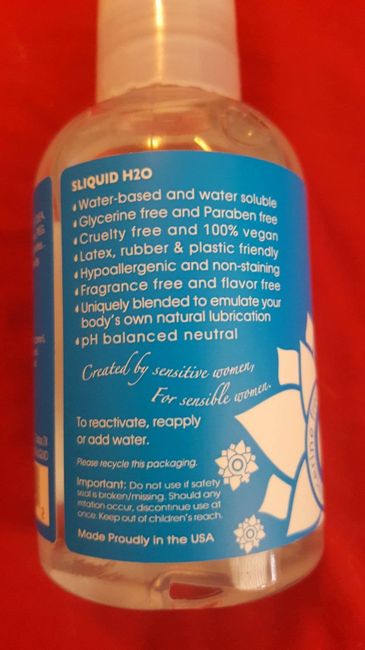 SLIQUID H2O
Water-based and water soluble
Glycerine free and Paraben free
Cruelty free and 100% vegan
Latex, rubber & plastic friendly
Hypoallergenic and non-staining
Fragrance free and flavor free
Uniquely blended to emulate your
body's own natural lubrication
pH balanced neutral
Created by sensitive women,
For sensible women.
To reactivate, reapply
or add water.
Please recycle this packaging.
Important: Do not use if safety
seal is broken/missing. Should any
irritation occur, discontinue use at
once. Keep out of children's reach.
Made Proudly in the USA